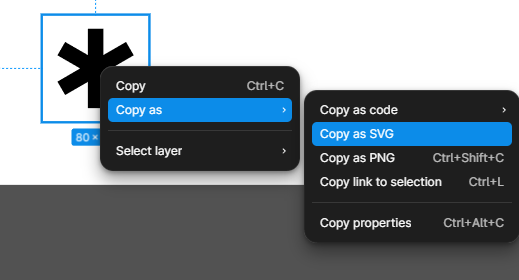 Copy Ctrl+C
Copy as
Select layer
80 ×
Copy as code
Copy as SVG
Copy as PNG Ctrl+Shift+C
Copy link to selection Ctrl+L
Copy properties Ctrl+Alt+C